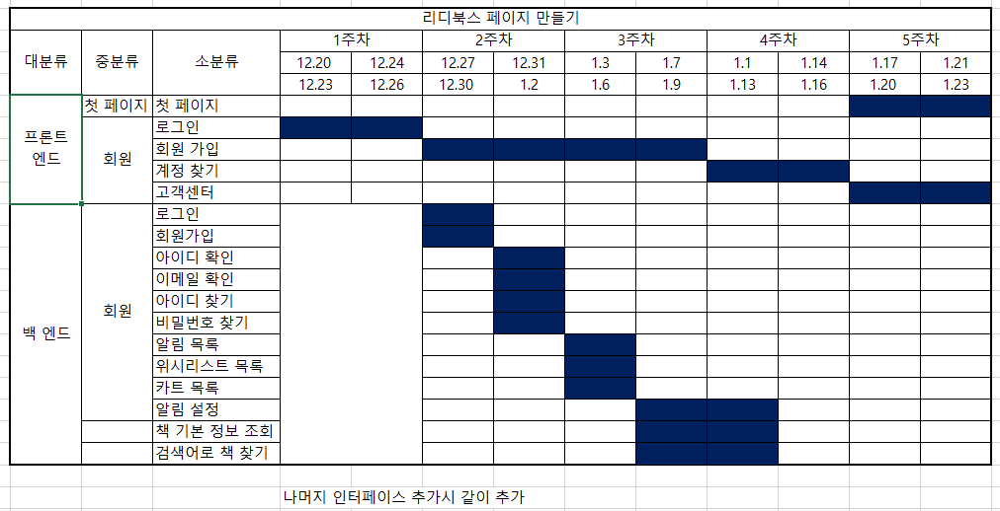 리디북스 페이지 만들기
대분류 중분류 소분류 1주차 2주차 3주차 4주차 5주차
12.20 12.24 12.27 12.31 1.3 1.7 1.1 1.14 1.17 1.21
12.23 12.26 12.30 1.2 1.6 1.9 1.13 1.16 1.20 1.23
프론트
엔드
첫 페이지 첫 페이지
회원
로그인
회원 가입
계정 찾기
고객센터
백 엔드
회원
로그인
회원가입
아이디 확인
이메일 확인
아이디 찾기
비밀번호 찾기
알림 목록
위시리스트 목록
카트 목록
알림 설정
책 기본 정보 조회
검색어로 책 찾기
나머지 인터페이스 추가시 같이 추가